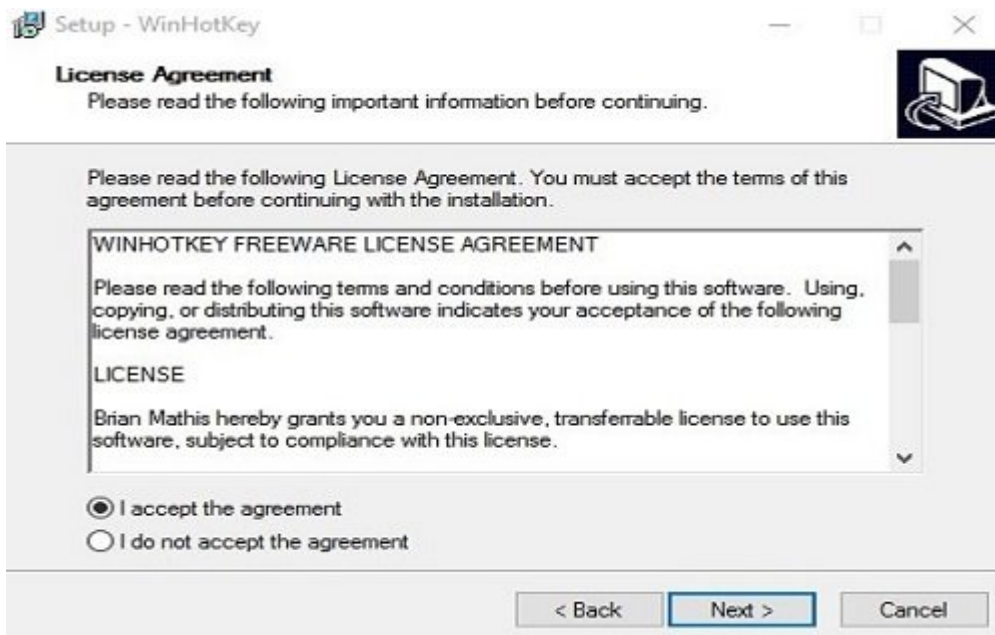 Setup - WinHotKey
License Agreement
Please read the following important information before continuing.
Please read the following License Agreement. You must accept the terms of this
agreement before continuing with the installation.
WINHOTKEY FREEWARE LICENSE AGREEMENT
Please read the following terms and conditions before using this software. Using,
copying, or distributing this software indicates your acceptance of the following
license agreement.
LICENSE
Brian Mathis hereby grants you a non-exclusive, transferrable license to use this
software, subject to compliance with this license.
I accept the agreement
I do not accept the agreement
< Back
Next >
Cancel